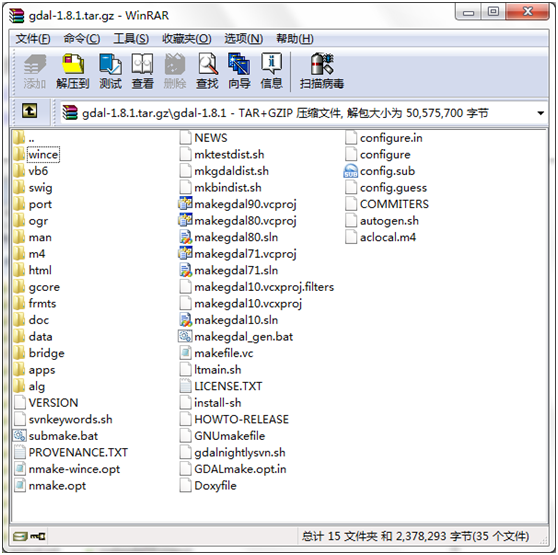 gdal-1.8.1.tar.gz - WinRAR
文件(F) 命令(C) 工具(S) 收藏夹(O) 选项(N) 帮助(H)
添加 解压到 测试 查看 删除 查找 向导 信息 扫描病毒
gdal-1.8.1.tar.gz\gdal-1.8.1 - TAR+GZIP 压缩文件, 解包大小为 50,575,700 字节
..
wince
vb6
swig
port
ogr
man
m4
html
gcore
frmts
doc
data
bridge
apps
alg
VERSION
svnkeywords.sh
submake.bat
PROVENANCE.TXT
nmake-wince.opt
nmake.opt
NEWS
mktestdist.sh
mkgdaldist.sh
mkbindist.sh
makegdal90.vcproj
makegdal80.vcproj
makegdal80.sln
makegdal71.vcproj
makegdal71.sln
makegdal10.vcxproj.filters
makegdal10.vcxproj
makegdal10.sln
makegdal_gen.bat
makefile.vc
ltmain.sh
LICENSE.TXT
install-sh
HOWTO-RELEASE
GNUmakefile
gdalnightlysvn.sh
GDALmake.opt.in
Doxyfile
configure.in
configure
config.sub
config.guess
COMMITERS
autogen.sh
aclocal.m4
总计 15 文件夹 和 2,378,293 字节(35 个文件)